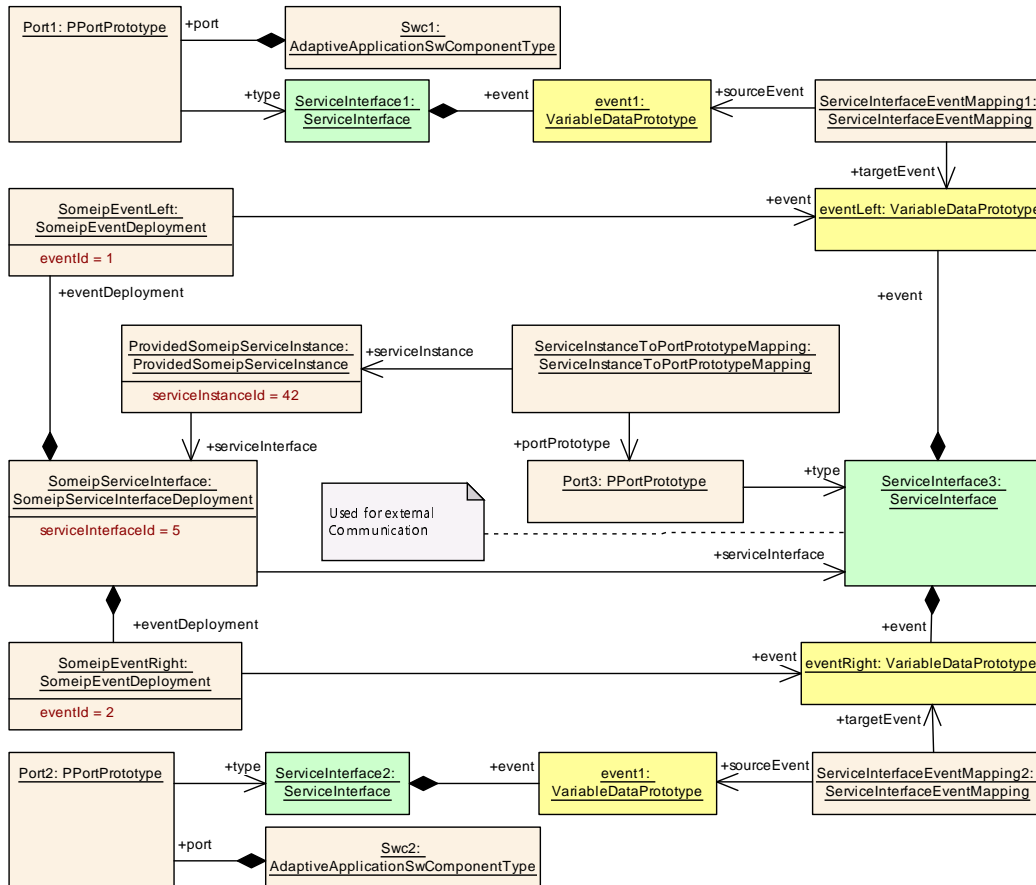 Port1: PPortPrototype
+port
Swc1:
AdaptiveApplicationSwComponentType
+type
ServiceInterface1:
ServiceInterface
+event
event1:
VariableDataPrototype
+sourceEvent
ServiceInterfaceEventMapping1:
ServiceInterfaceEventMapping
+targetEvent
SomeipEventLeft:
SomeipEventDeployment
eventId = 1
+event
eventLeft: VariableDataPrototype
+eventDeployment
+event
ProvidedSomeipServiceInstance:
ProvidedSomeipServiceInstance
serviceInstanceId = 42
+serviceInstance
ServiceInstanceToPortPrototypeMapping:
ServiceInstanceToPortPrototypeMapping
+serviceInterface
+portPrototype
SomeipServiceInterface:
SomeipServiceInterfaceDeployment
serviceInterfaceId = 5
Used for external
Communication
Port3: PPortPrototype
+type
ServiceInterface3:
ServiceInterface
+serviceInterface
+eventDeployment
+event
SomeipEventRight:
SomeipEventDeployment
eventId = 2
+event
eventRight: VariableDataPrototype
+targetEvent
Port2: PPortPrototype
+type
ServiceInterface2:
ServiceInterface
+event
event1:
VariableDataPrototype
+sourceEvent
ServiceInterfaceEventMapping2:
ServiceInterfaceEventMapping
+port
Swc2:
AdaptiveApplicationSwComponentType